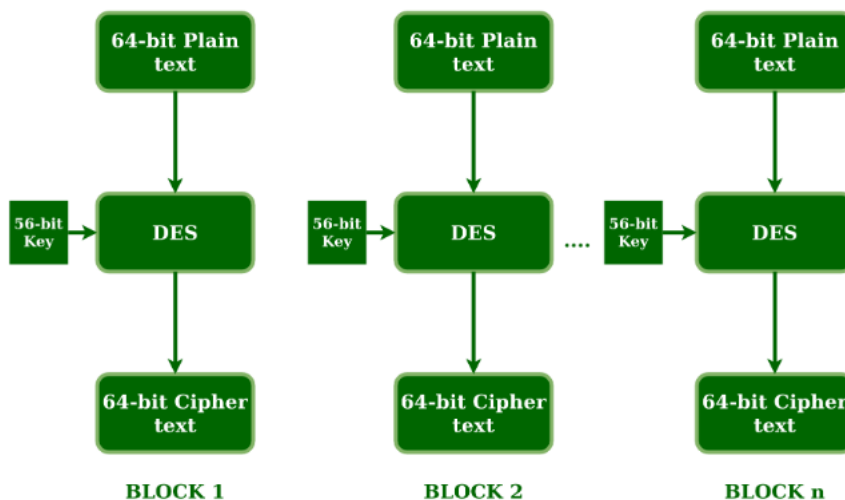 64-bit Plain
text
64-bit Plain
text
64-bit Plain
text
56-bit
Key
DES
56-bit
Key
DES
....
56-bit
Key
DES
64-bit Cipher
text
64-bit Cipher
text
64-bit Cipher
text
BLOCK 1
BLOCK 2
BLOCK n